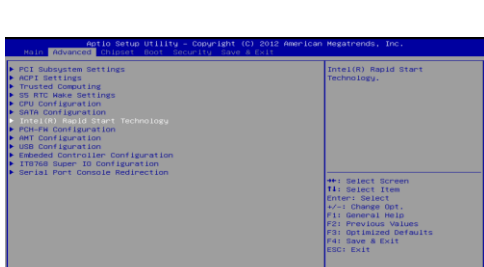 Aptio Setup Utility – Copyright (C) 2012 American Megatrends, Inc.
Main Advanced Chipset Boot Security Save & Exit
PCI Subsystem Settings
ACPI Settings
Trusted Computing
S5 RTC Wake Settings
CPU Configuration
SATA Configuration
Intel(R) Rapid Start Technology
PCH-FW Configuration
AMT Configuration
USB Configuration
Embeded Controller Configuration
IT8768 Super IO Configuration
Serial Port Console Redirection
Intel(R) Rapid Start
Technology.
: Select Screen
: Select Item
Enter: Select
+/-: Change Opt.
F1: General Help
F2: Previous Values
F3: Optimized Defaults
F4: Save & Exit
ESC: Exit